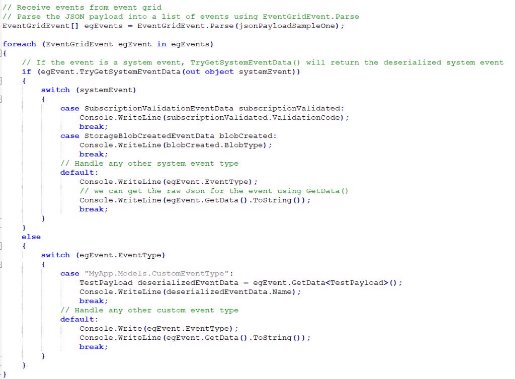 // Receive events from event grid
// Parse the JSON payload into a list of events using EventGridEvent.Parse
EventGridEvent[] egEvents = EventGridEvent.Parse(jsonPayloadSampleOne);
foreach (EventGridEvent egEvent in egEvents)
{
// If the event is a system event, TryGetSystemEventData() will return the deserialized system event
if (egEvent.TryGetSystemEventData(out object systemEvent))
{
switch (systemEvent)
{
case SubscriptionValidationEventData subscriptionValidated:
Console.WriteLine(subscriptionValidated.ValidationCode);
break;
case StorageBlobCreatedEventData blobCreated:
Console.WriteLine(blobCreated.BlobType);
break;
// Handle any other system event type
default:
Console.WriteLine(egEvent.EventType);
// we can get the raw Json for the event using GetData()
Console.WriteLine(egEvent.GetData().ToString());
break;
}
}
else
{
switch (egEvent.EventType)
{
case "MyApp.Models.CustomEventType":
TestPayload deserializedEventData = egEvent.GetData<TestPayload>();
Console.WriteLine(deserializedEventData.Name);
break;
// Handle any other custom event type
default:
Console.Write(egEvent.EventType);
Console.WriteLine(egEvent.GetData().ToString());
break;
}
}
}